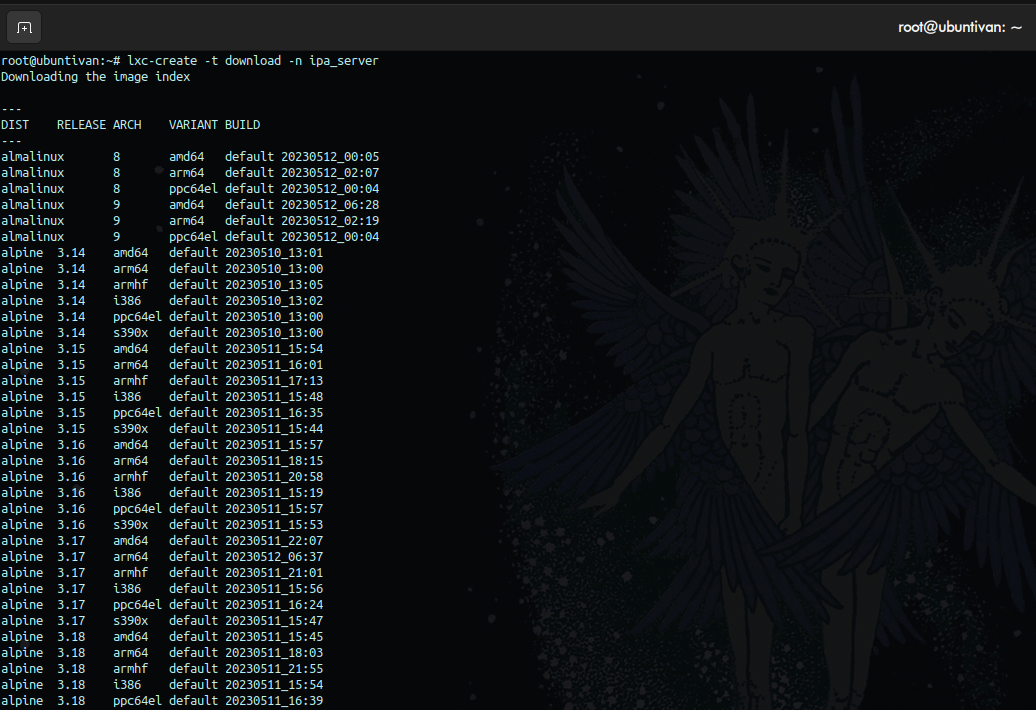 root@ubuntivan: ~
root@ubuntivan:~# lxc-create -t download -n ipa_server
Downloading the image index
---
DIST RELEASE ARCH VARIANT BUILD
---
almalinux 8 amd64 default 20230512_00:05
almalinux 8 arm64 default 20230512_02:07
almalinux 8 ppc64el default 20230512_00:04
almalinux 9 amd64 default 20230512_06:28
almalinux 9 arm64 default 20230512_02:19
almalinux 9 ppc64el default 20230512_00:04
alpine 3.14 amd64 default 20230510_13:01
alpine 3.14 arm64 default 20230510_13:00
alpine 3.14 armhf default 20230510_13:05
alpine 3.14 i386 default 20230510_13:02
alpine 3.14 ppc64el default 20230510_13:00
alpine 3.14 s390x default 20230510_13:00
alpine 3.15 amd64 default 20230511_15:54
alpine 3.15 arm64 default 20230511_16:01
alpine 3.15 armhf default 20230511_17:13
alpine 3.15 i386 default 20230511_15:48
alpine 3.15 ppc64el default 20230511_16:35
alpine 3.15 s390x default 20230511_15:44
alpine 3.16 amd64 default 20230511_15:57
alpine 3.16 arm64 default 20230511_18:15
alpine 3.16 armhf default 20230511_20:58
alpine 3.16 i386 default 20230511_15:19
alpine 3.16 ppc64el default 20230511_15:57
alpine 3.16 s390x default 20230511_15:53
alpine 3.17 amd64 default 20230511_22:07
alpine 3.17 arm64 default 20230512_06:37
alpine 3.17 armhf default 20230511_21:01
alpine 3.17 i386 default 20230511_15:56
alpine 3.17 ppc64el default 20230511_16:24
alpine 3.17 s390x default 20230511_15:47
alpine 3.18 amd64 default 20230511_15:45
alpine 3.18 arm64 default 20230511_18:03
alpine 3.18 armhf default 20230511_21:55
alpine 3.18 i386 default 20230511_15:54
alpine 3.18 ppc64el default 20230511_16:39